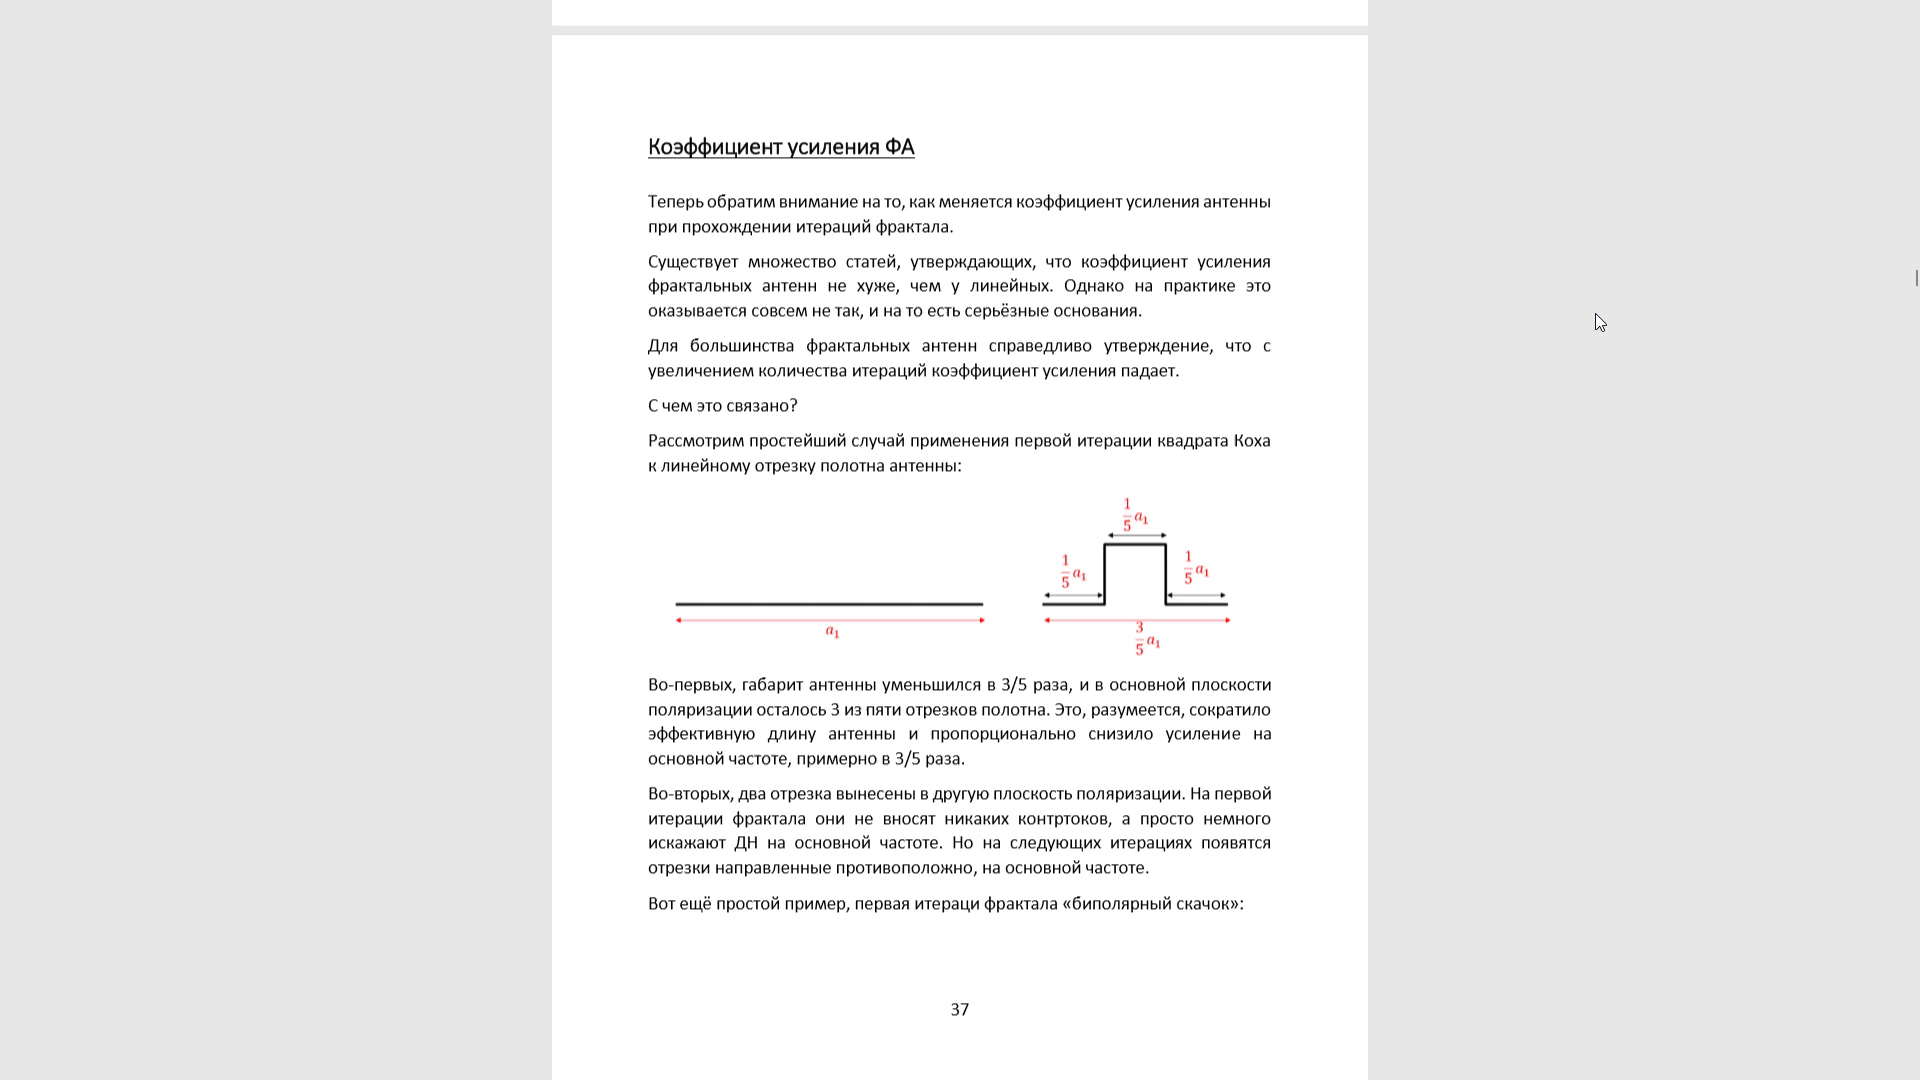 Коэффициент усиления ФА
Теперь обратим внимание на то, как меняется коэффициент усиления антенны
при прохождении итераций фрактала.
Существует множество статей, утверждающих, что коэффициент усиления
фрактальных антенн не хуже, чем у линейных. Однако на практике это
оказывается совсем не так, и на то есть серьёзные основания.
Для большинства фрактальных антенн справедливо утверждение, что с
увеличением количества итераций коэффициент усиления падает.
С чем это связано?
Рассмотрим простейший случай применения первой итерации квадрата Коха
к линейному отрезку полотна антенны:
1/5 a₁
1/5 a₁
1/5 a₁
a₁
3/5 a₁
Во-первых, габарит антенны уменьшился в 3/5 раза, и в основной плоскости
поляризации осталось 3 из пяти отрезков полотна. Это, разумеется, сократило
эффективную длину антенны и пропорционально снизило усиление на
основной частоте, примерно в 3/5 раза.
Во-вторых, два отрезка вынесены в другую плоскость поляризации. На первой
итерации фрактала они не вносят никаких контртоков, а просто немного
искажают ДН на основной частоте. Но на следующих итерациях появятся
отрезки направленные противоположно, на основной частоте.
Вот ещё простой пример, первая итераци фрактала «биполярный скачок»:
37